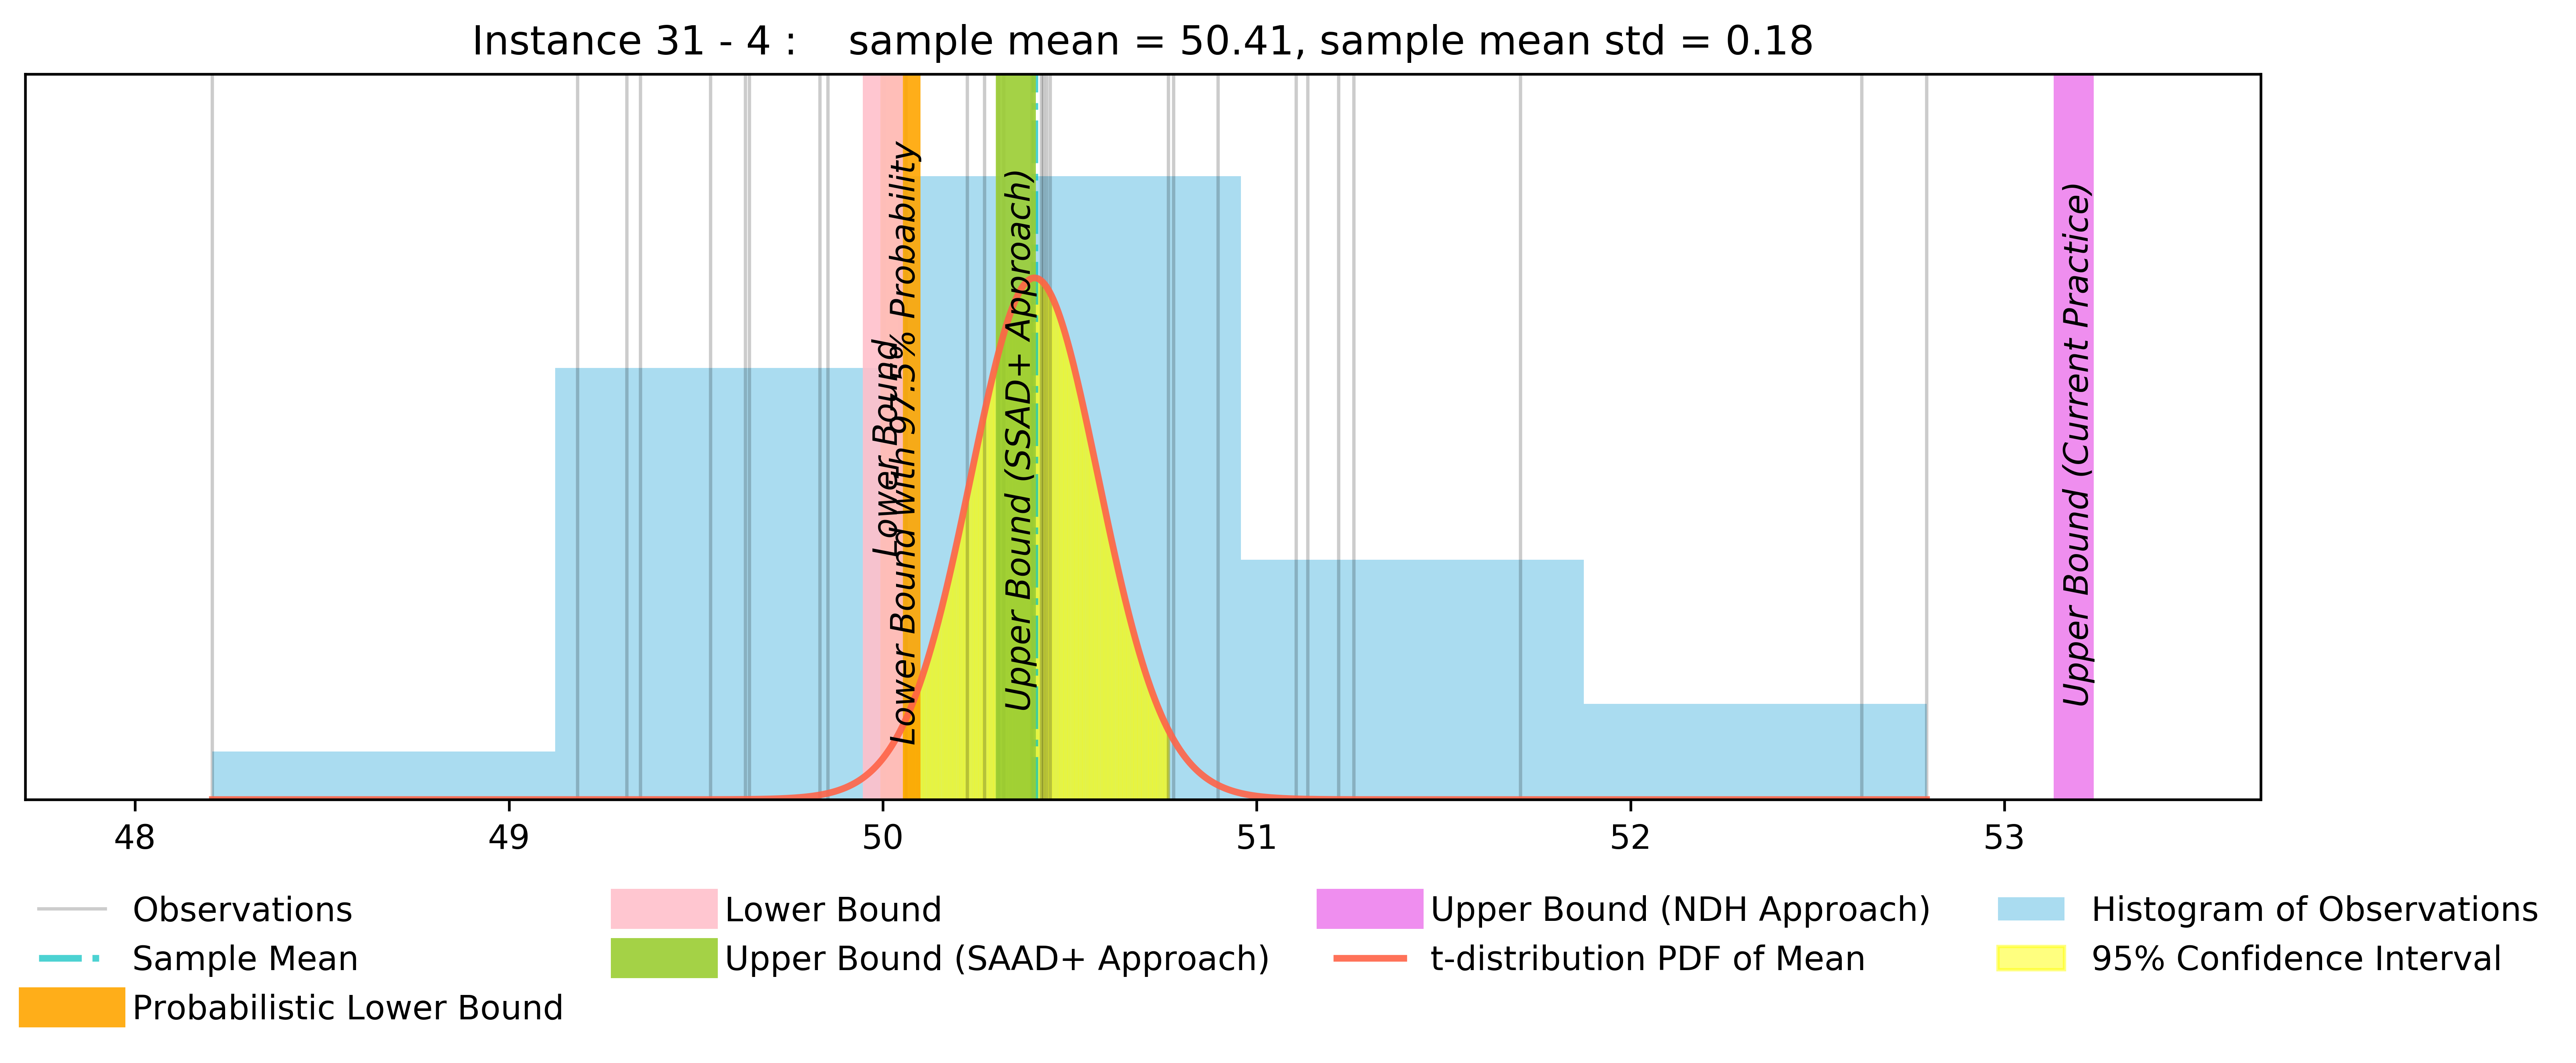 Instance 31 - 4 :    sample mean = 50.41, sample mean std = 0.18
Lower Bound
Lower Bound with 97.5% Probability
Upper Bound (SSAD+ Approach)
Upper Bound (Current Practice)
48 49 50 51 52 53
Observations
Sample Mean
Probabilistic Lower Bound
Lower Bound
Upper Bound (SAAD+ Approach)
Upper Bound (NDH Approach)
t-distribution PDF of Mean
Histogram of Observations
95% Confidence Interval